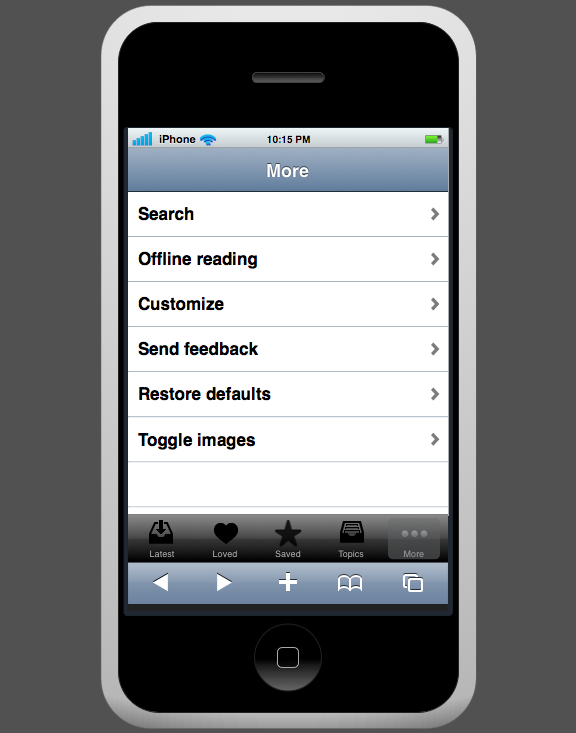 iPhone 10:15 PM
More
Search
Offline reading
Customize
Send feedback
Restore defaults
Toggle images
Latest Loved Saved Topics More